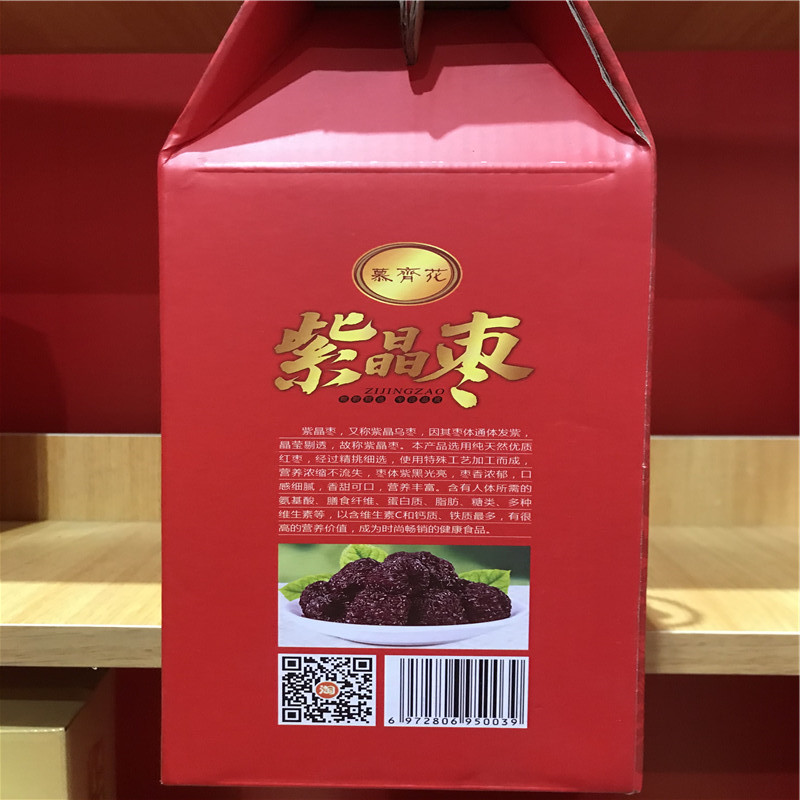 慕齊花
紫晶枣
ZIJINGZAO
紫晶枣，又称紫晶乌枣，因其枣体通体发紫，
晶莹剔透，故称紫晶枣。本产品选用纯天然优质
红枣，经过精挑细选，使用特殊工艺加工而成，
营养浓缩不流失，枣体紫黑光亮，枣香浓郁，口
感细腻，香甜可口，营养丰富。含有人体所需的
氨基酸、膳食纤维、蛋白质、脂肪、糖类、多种
维生素等，以含维生素C和钙质、铁质最多，有很
高的营养价值，成为时尚畅销的健康食品。
淘
6 972806 950039